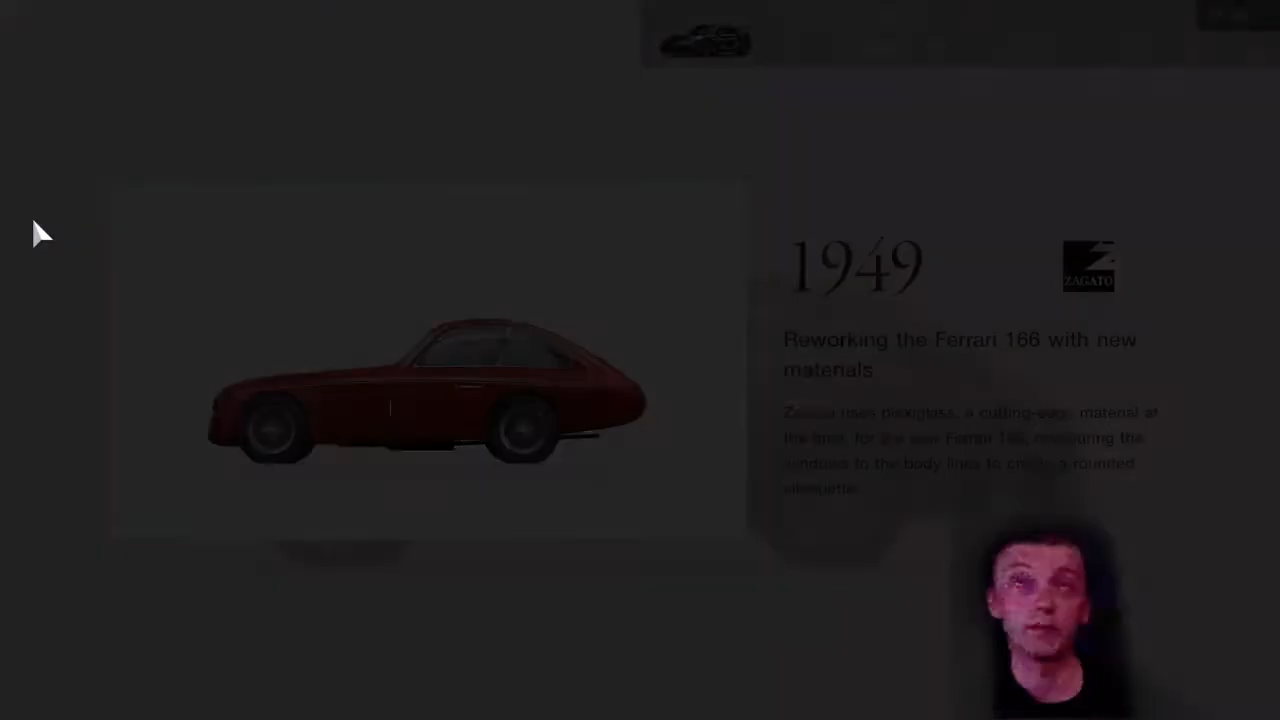 1949
ZAGATO
Reworking the Ferrari 166 with new
materials
Zagato uses plexiglass, a cutting-edge material at
the time, for the new Ferrari 166, contouring the
windows to the body lines to create a rounded
silhouette.